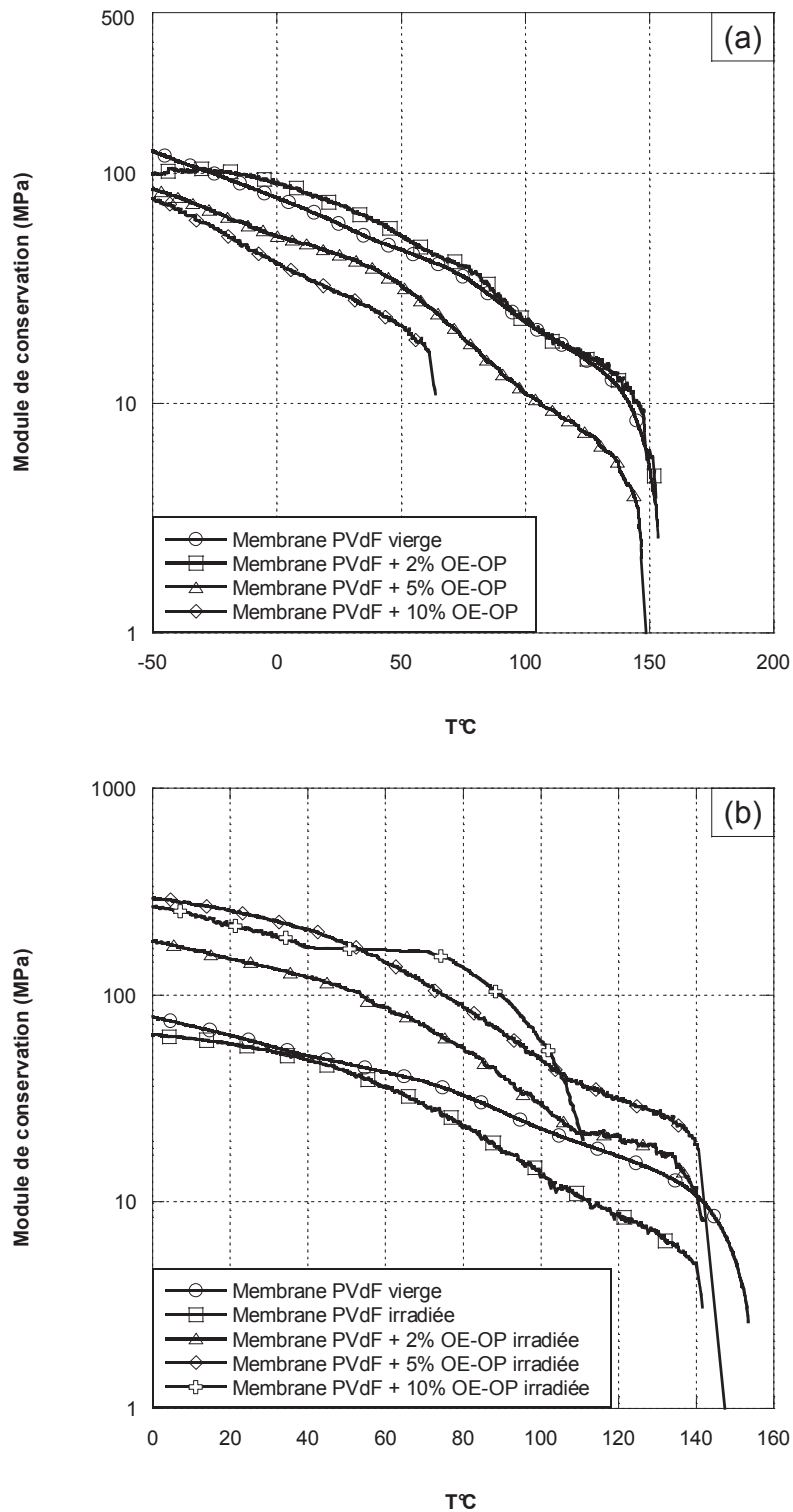 (a)
500
100
10
1
Module de conservation (MPa)
Membrane PVdF vierge
Membrane PVdF + 2% OE-OP
Membrane PVdF + 5% OE-OP
Membrane PVdF + 10% OE-OP
-50 0 50 100 150 200
T°C
(b)
1000
100
10
1
Module de conservation (MPa)
Membrane PVdF vierge
Membrane PVdF irradiée
Membrane PVdF + 2% OE-OP irradiée
Membrane PVdF + 5% OE-OP irradiée
Membrane PVdF + 10% OE-OP irradiée
0 20 40 60 80 100 120 140 160
T°C